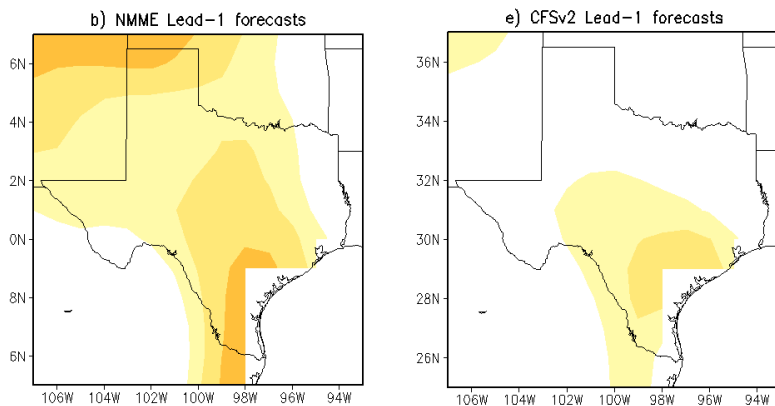 b) NMME Lead-1 forecasts
6N
4N
2N
0N
8N
6N
106W 104W 102W 100W 98W 96W 94W
e) CFSv2 Lead-1 forecasts
36N
34N
32N
30N
28N
26N
106W 104W 102W 100W 98W 96W 94W